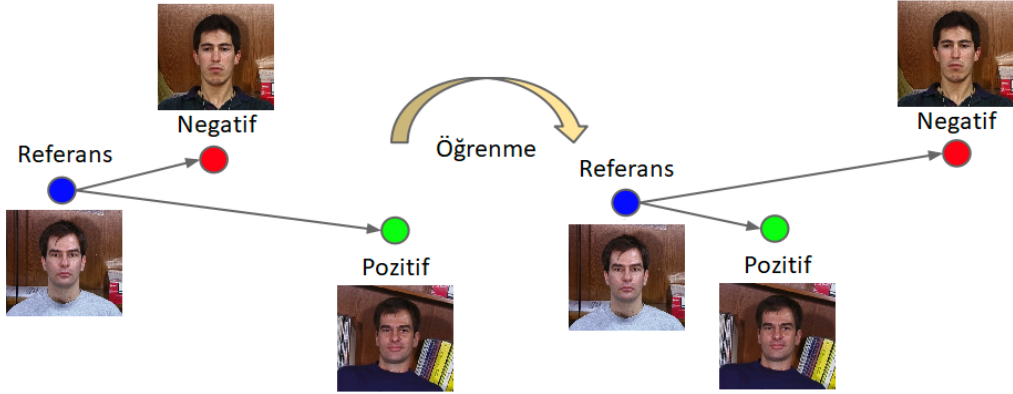 Negatif
Referans
Pozitif
Öğrenme
Referans
Negatif
Pozitif